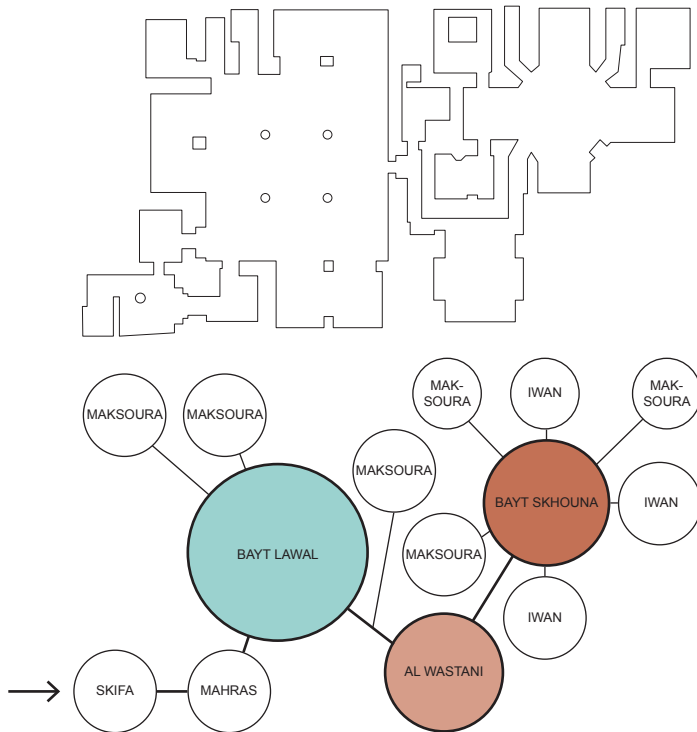 MAK-
SOURA
IWAN
MAK-
SOURA
MAKSOURA
MAKSOURA
MAKSOURA
BAYT SKHOUNA
IWAN
BAYT LAWAL
MAKSOURA
IWAN
AL WASTANI
SKIFA
MAHRAS